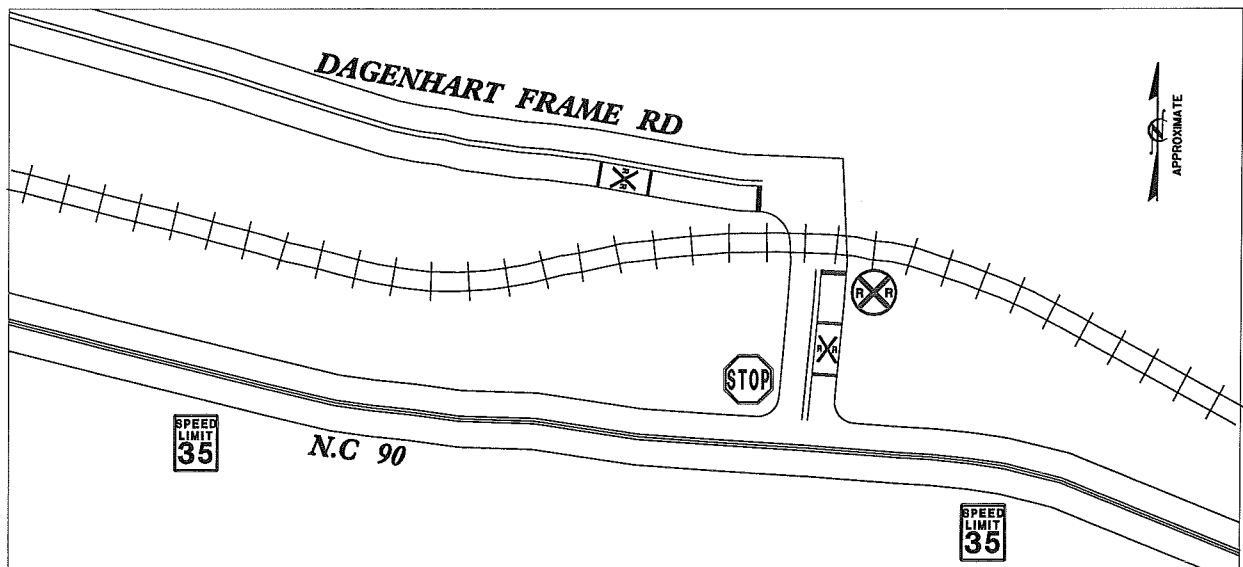 DAGENHART FRAME RD
APPROXIMATE
R R
R R
R R
STOP
SPEED
LIMIT
35
N.C 90
SPEED
LIMIT
35